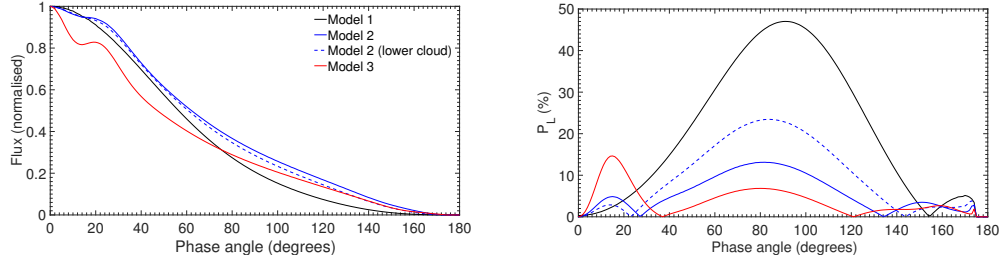 1
0.8
0.6
0.4
0.2
0
0 20 40 60 80 100 120 140 160 180
Flux (normalised)
Phase angle (degrees)
Model 1
Model 2
Model 2 (lower cloud)
Model 3
50
40
30
20
10
0
0 20 40 60 80 100 120 140 160 180
P_L (%)
Phase angle (degrees)